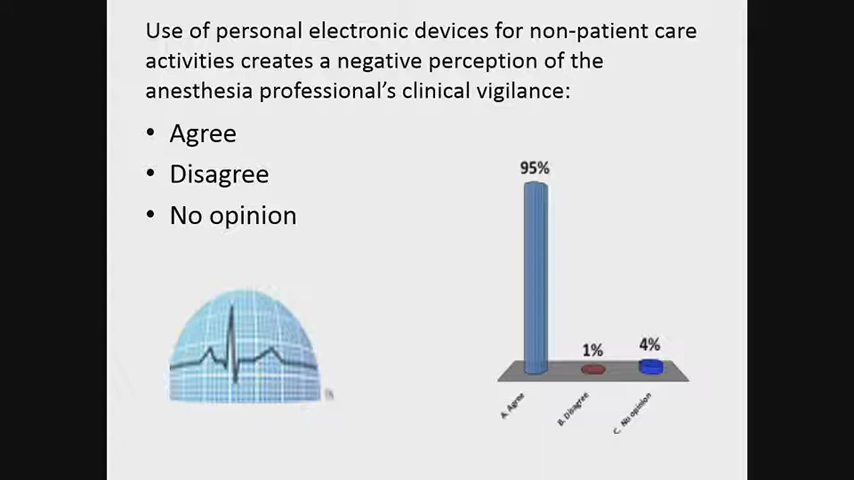 Use of personal electronic devices for non-patient care
activities creates a negative perception of the
anesthesia professional’s clinical vigilance:
• Agree
• Disagree
• No opinion
95%
1%
4%
A. Agree
B. Disagree
C. No opinion